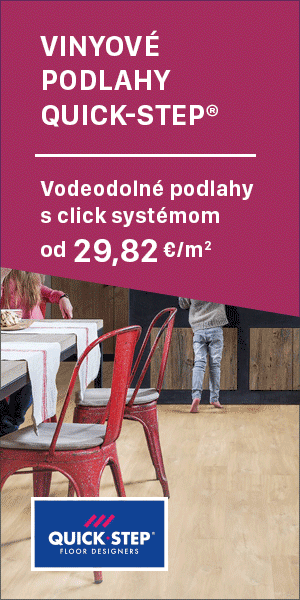 VINYOVÉ
PODLAHY
QUICK-STEP®
Vodeodolné podlahy
s click systémom
od 29,82 €/m²
QUICK·STEP®
FLOOR DESIGNERS